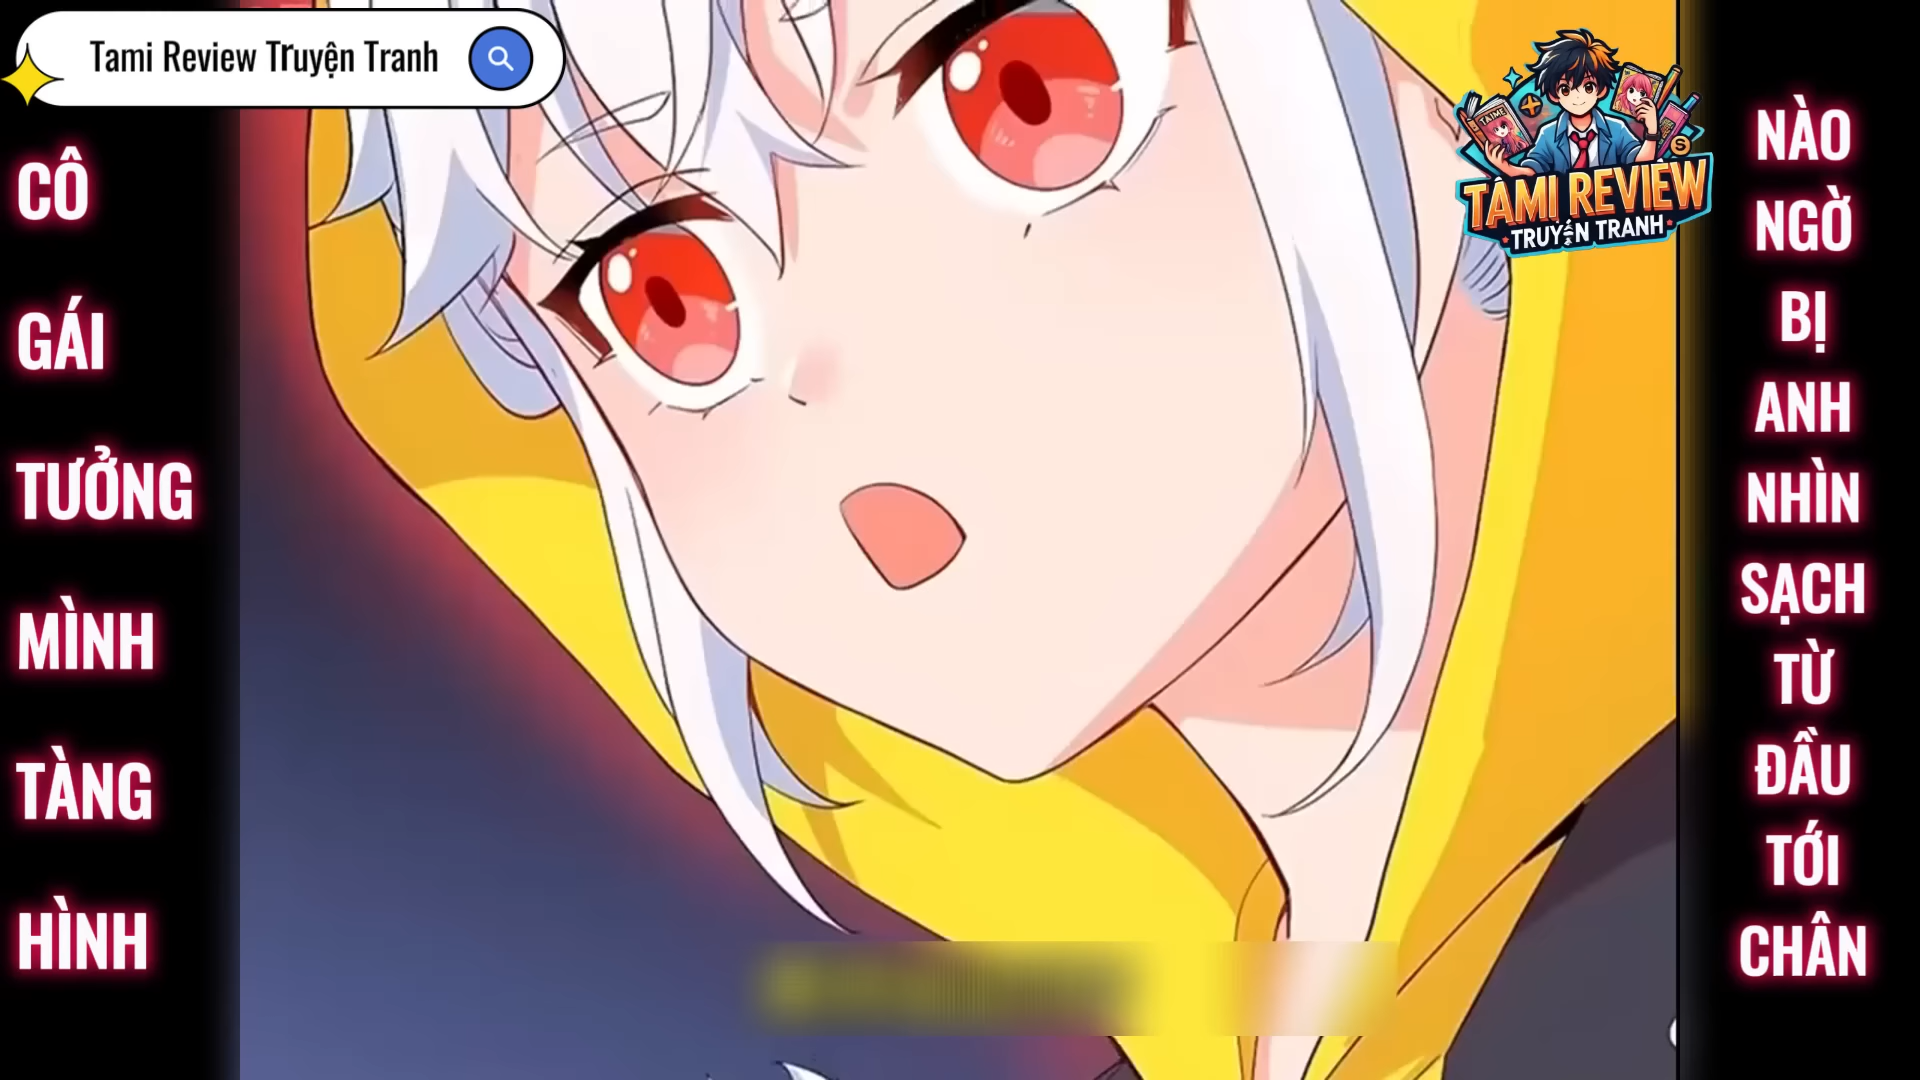 Tami Review Truyện Tranh
CÔ
GÁI
TƯỞNG
MÌNH
TÀNG
HÌNH
TAMI REVIEW
TRUYỆN TRANH
NÀO
NGỜ
BỊ
ANH
NHÌN
SẠCH
TỪ
ĐẦU
TỚI
CHÂN